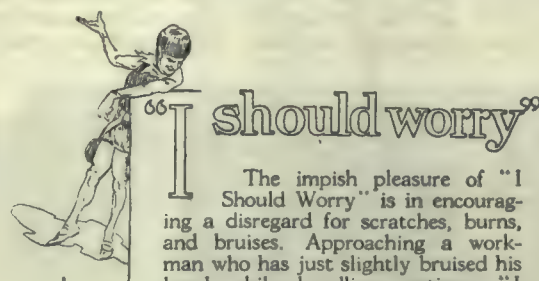 "I should worry"
The impish pleasure of "I
Should Worry" is in encourag-
ing a disregard for scratches, burns,
and bruises. Approaching a work-
man who has just slightly bruised his